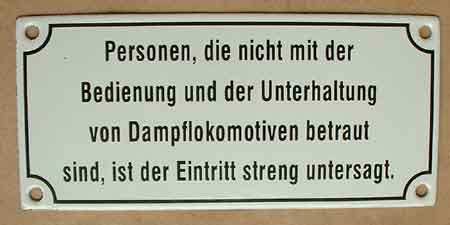 Personen, die nicht mit der
Bedienung und der Unterhaltung
von Dampflokomotiven betraut
sind, ist der Eintritt streng untersagt.